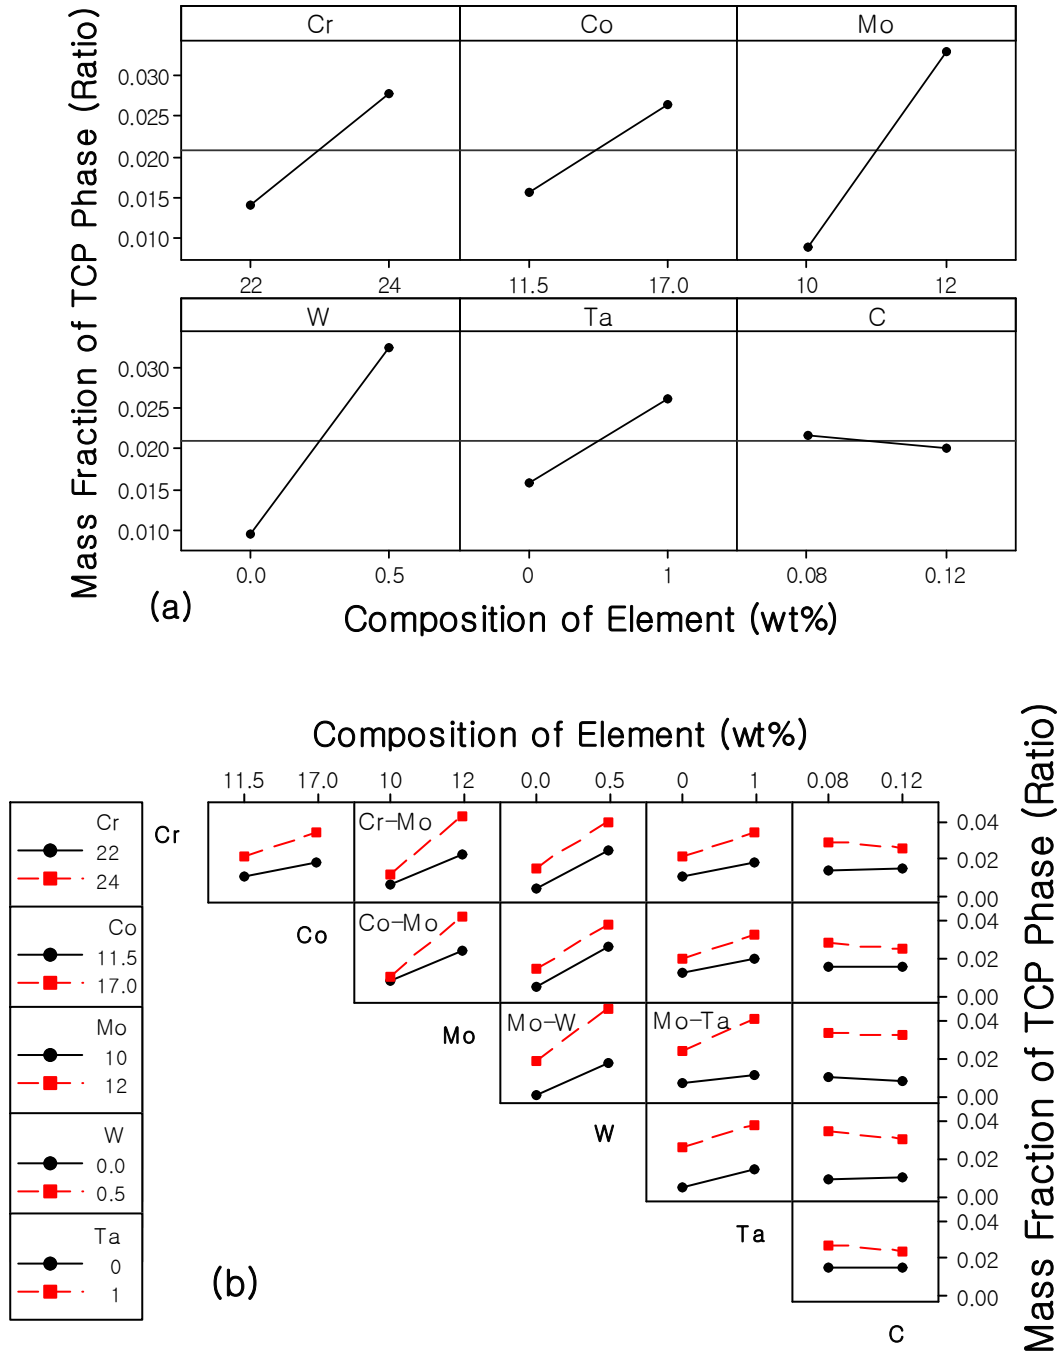 Mass Fraction of TCP Phase (Ratio)
Cr Co Mo
0.030
0.025
0.020
0.015
0.010
22 24 11.5 17.0 10 12
W Ta C
0.030
0.025
0.020
0.015
0.010
0.0 0.5 0 1 0.08 0.12
(a)
Composition of Element (wt%)
Composition of Element (wt%)
11.5 17.0 10 12 0.0 0.5 0 1 0.08 0.12
Cr
22
24
Cr
Cr-Mo
0.04
0.02
0.00
Co
11.5
17.0
Co
Co-Mo
0.04
0.02
0.00
Mo
10
12
Mo
Mo-W
Mo-Ta
0.04
0.02
0.00
W
0.0
0.5
W
0.04
0.02
0.00
Ta
0
1
(b)
Ta
0.04
0.02
0.00
C
Mass Fraction of TCP Phase (Ratio)